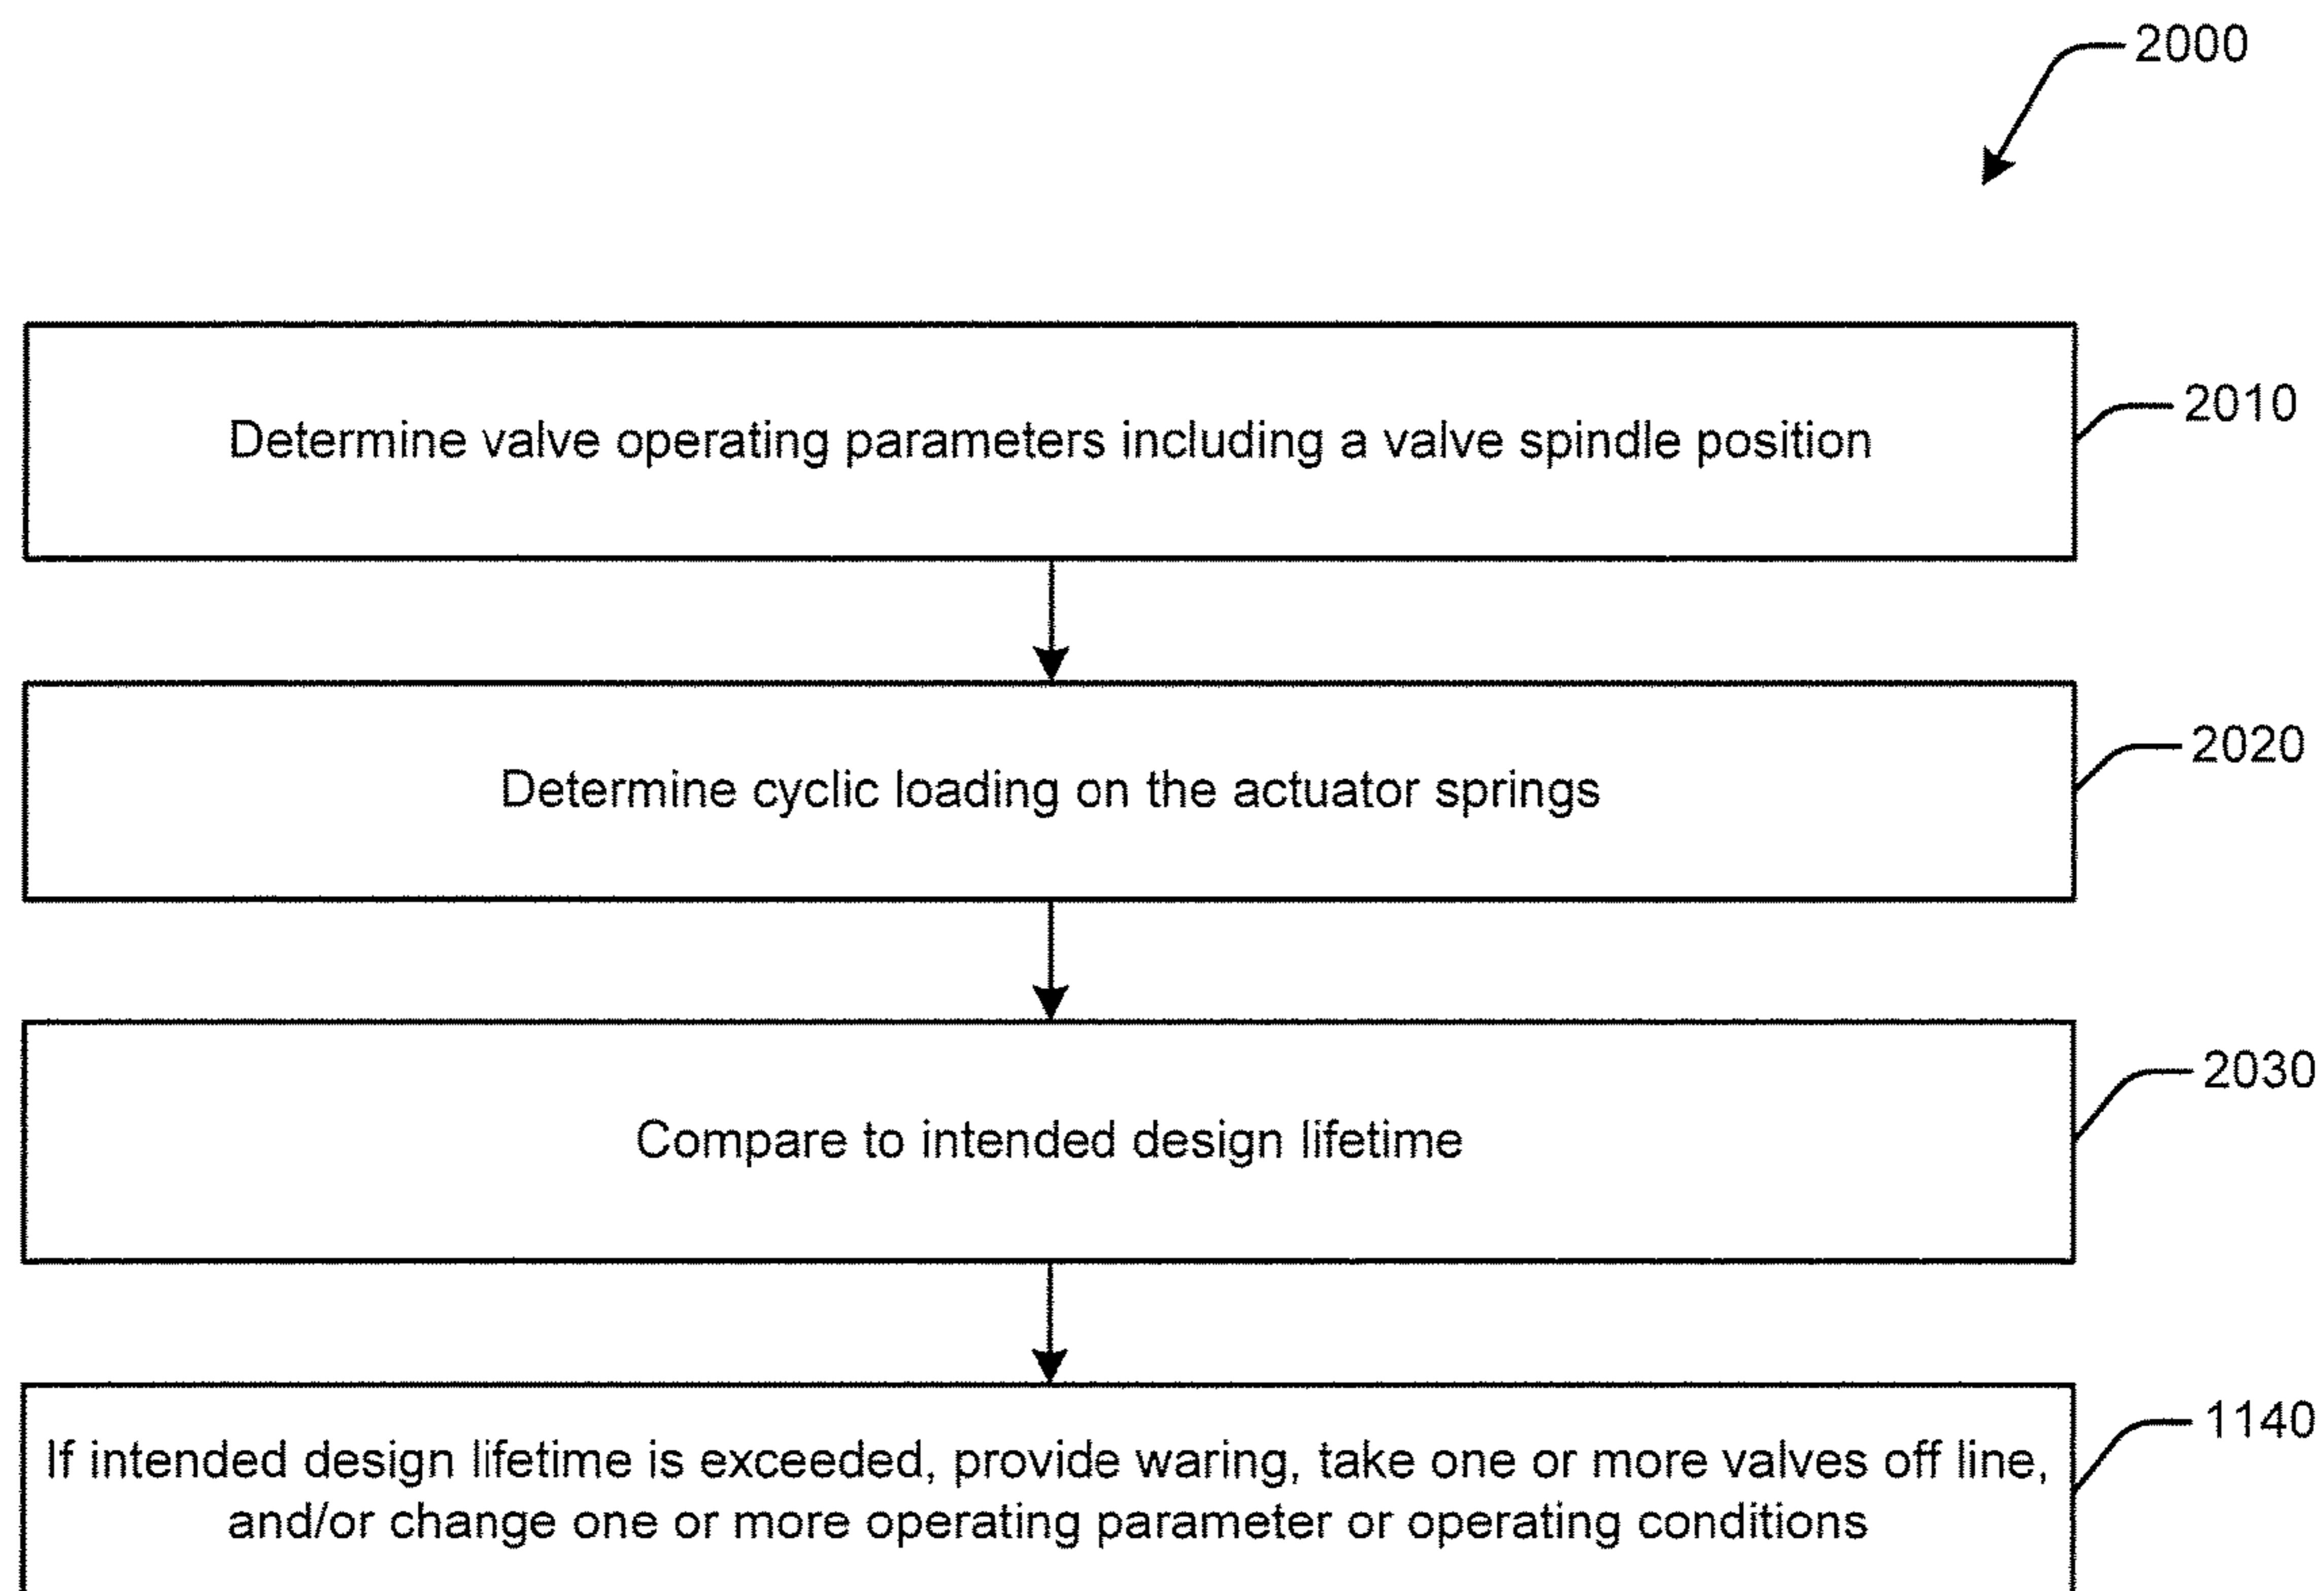 2000
Determine valve operating parameters including a valve spindle position
2010
Determine cyclic loading on the actuator springs
2020
Compare to intended design lifetime
2030
If intended design lifetime is exceeded, provide waring, take one or more valves off line,
and/or change one or more operating parameter or operating conditions
1140